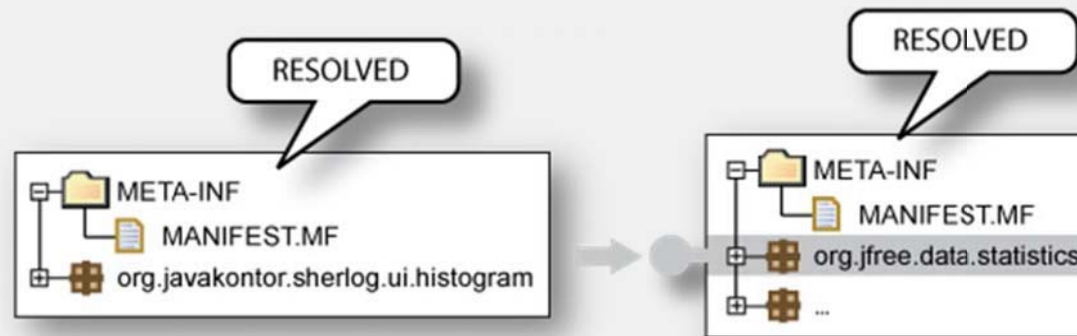 RESOLVED
META-INF
MANIFEST.MF
org.javakontor.sherlog.ui.histogram
RESOLVED
META-INF
MANIFEST.MF
org.jfree.data.statistics
...